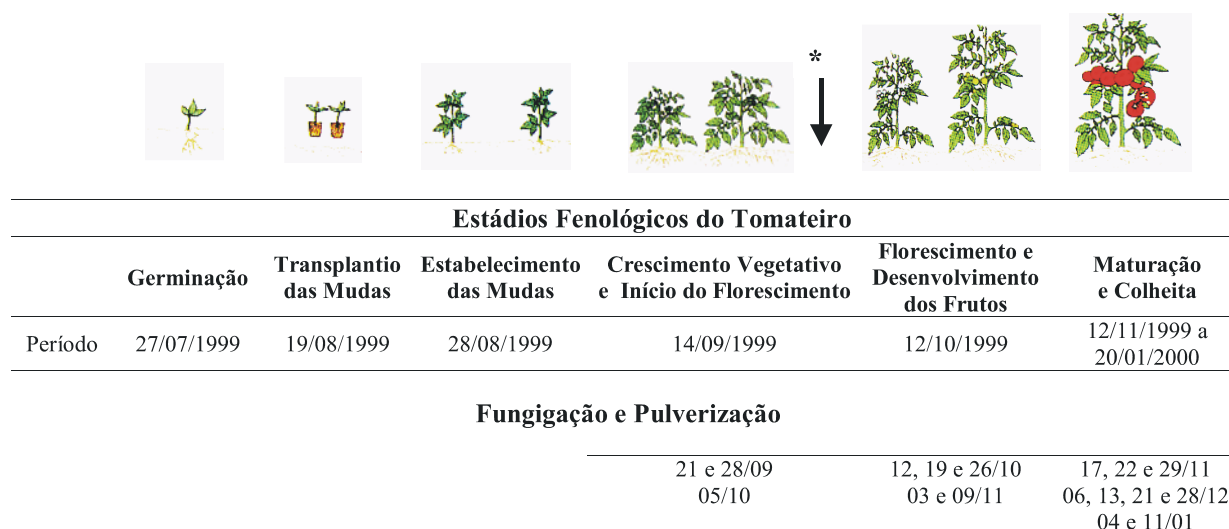 *
Estádios Fenológicos do Tomateiro
Germinação
Transplantio
das Mudas
Estabelecimento
das Mudas
Crescimento Vegetativo
e Início do Florescimento
Florescimento e
Desenvolvimento
dos Frutos
Maturação
e Colheita
Período
27/07/1999
19/08/1999
28/08/1999
14/09/1999
12/10/1999
12/11/1999 a
20/01/2000
Fungigação e Pulverização
21 e 28/09
05/10
12, 19 e 26/10
03 e 09/11
17, 22 e 29/11
06, 13, 21 e 28/12
04 e 11/01